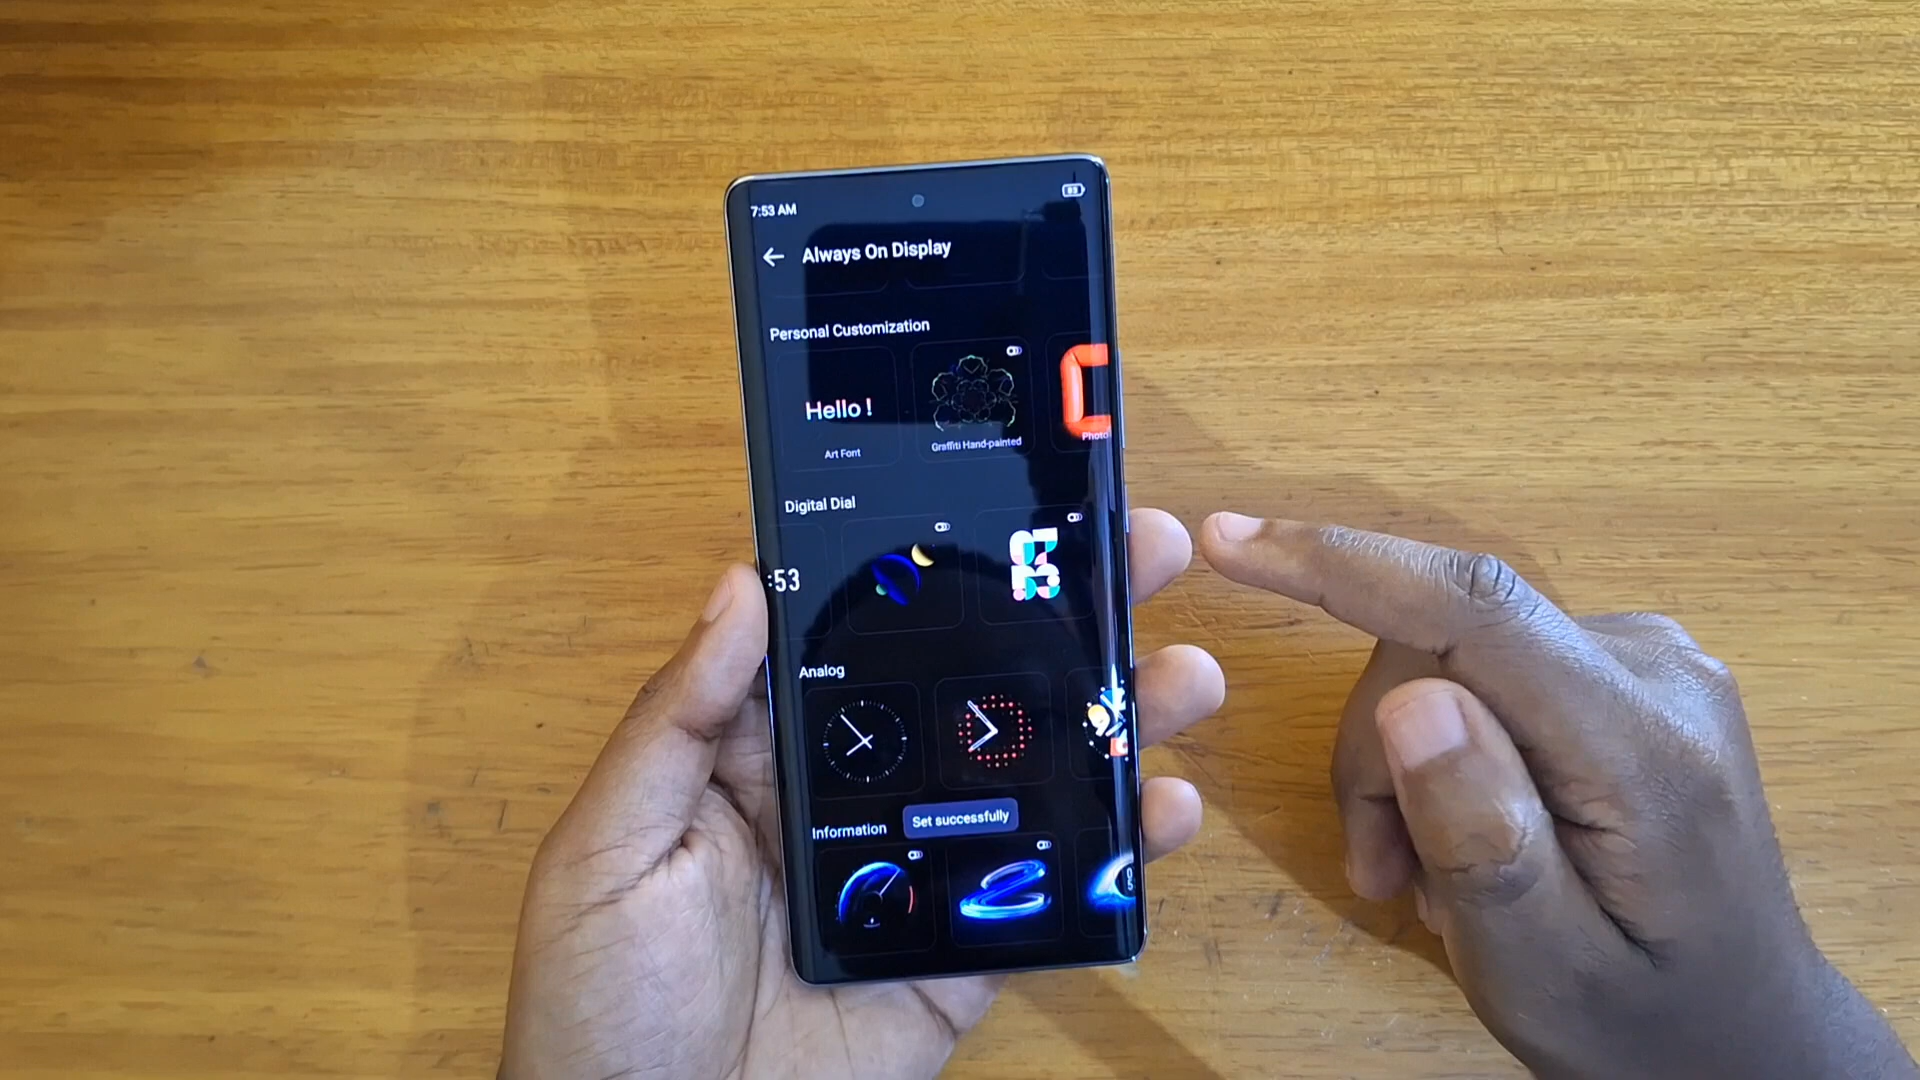 7:53 AM
83
Always On Display
Personal Customization
Hello !
Art Font
Graffiti Hand-painted
Photo
Digital Dial
:53
Analog
Set successfully
Information